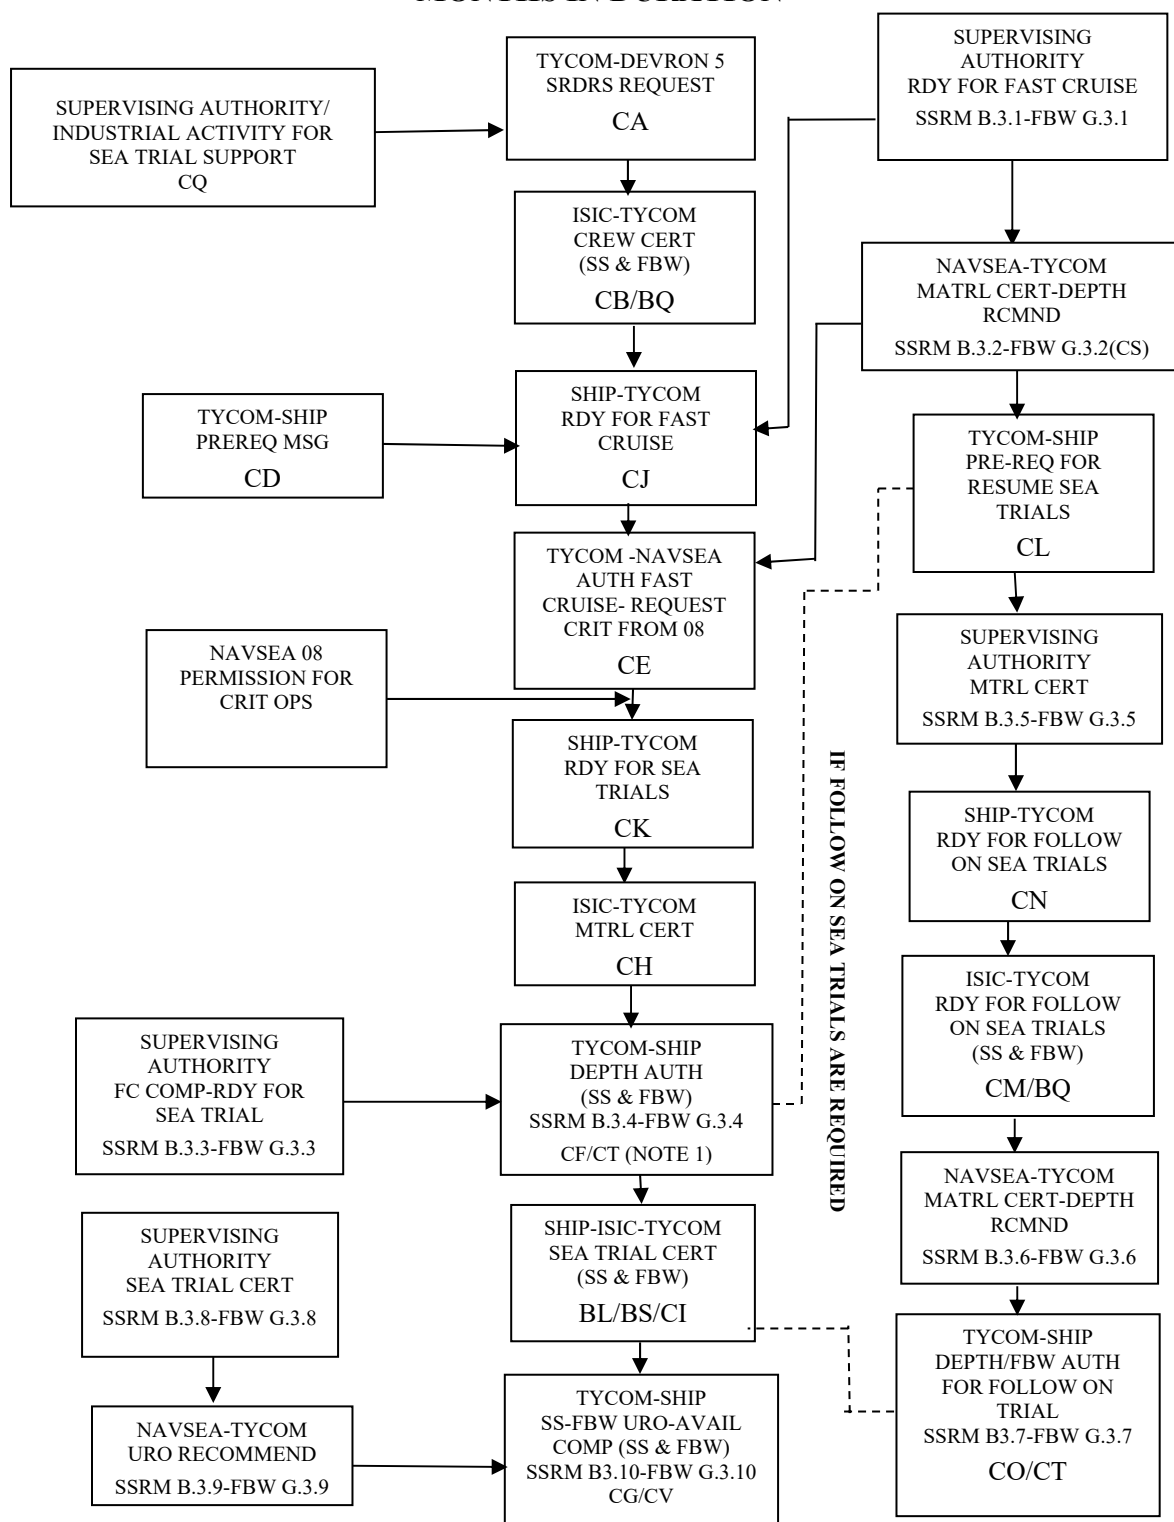 MONTHS IN DURATION
TYCOM-DEVRON 5
SRDRS REQUEST
CA
SUPERVISING
AUTHORITY
RDY FOR FAST CRUISE
SSRM B.3.1-FBW G.3.1
SUPERVISING AUTHORITY/
INDUSTRIAL ACTIVITY FOR
SEA TRIAL SUPPORT
CQ
ISIC-TYCOM
CREW CERT
(SS & FBW)
CB/BQ
NAVSEA-TYCOM
MATRL CERT-DEPTH
RCMND
SSRM B.3.2-FBW G.3.2(CS)
TYCOM-SHIP
PREREQ MSG
CD
SHIP-TYCOM
RDY FOR FAST
CRUISE
CJ
TYCOM-SHIP
PRE-REQ FOR
RESUME SEA
TRIALS
CL
TYCOM -NAVSEA
AUTH FAST
CRUISE- REQUEST
CRIT FROM 08
CE
NAVSEA 08
PERMISSION FOR
CRIT OPS
SUPERVISING
AUTHORITY
MTRL CERT
SSRM B.3.5-FBW G.3.5
SHIP-TYCOM
RDY FOR SEA
TRIALS
CK
IF FOLLOW ON SEA TRIALS ARE REQUIRED
SHIP-TYCOM
RDY FOR FOLLOW
ON SEA TRIALS
CN
ISIC-TYCOM
MTRL CERT
CH
ISIC-TYCOM
RDY FOR FOLLOW
ON SEA TRIALS
(SS & FBW)
CM/BQ
SUPERVISING
AUTHORITY
FC COMP-RDY FOR
SEA TRIAL
SSRM B.3.3-FBW G.3.3
TYCOM-SHIP
DEPTH AUTH
(SS & FBW)
SSRM B.3.4-FBW G.3.4
CF/CT (NOTE 1)
NAVSEA-TYCOM
MATRL CERT-DEPTH
RCMND
SSRM B.3.6-FBW G.3.6
SUPERVISING
AUTHORITY
SEA TRIAL CERT
SSRM B.3.8-FBW G.3.8
SHIP-ISIC-TYCOM
SEA TRIAL CERT
(SS & FBW)
BL/BS/CI
TYCOM-SHIP
DEPTH/FBW AUTH
FOR FOLLOW ON
TRIAL
SSRM B3.7-FBW G.3.7
CO/CT
NAVSEA-TYCOM
URO RECOMMEND
SSRM B.3.9-FBW G.3.9
TYCOM-SHIP
SS-FBW URO-AVAIL
COMP (SS & FBW)
SSRM B3.10-FBW G.3.10
CG/CV